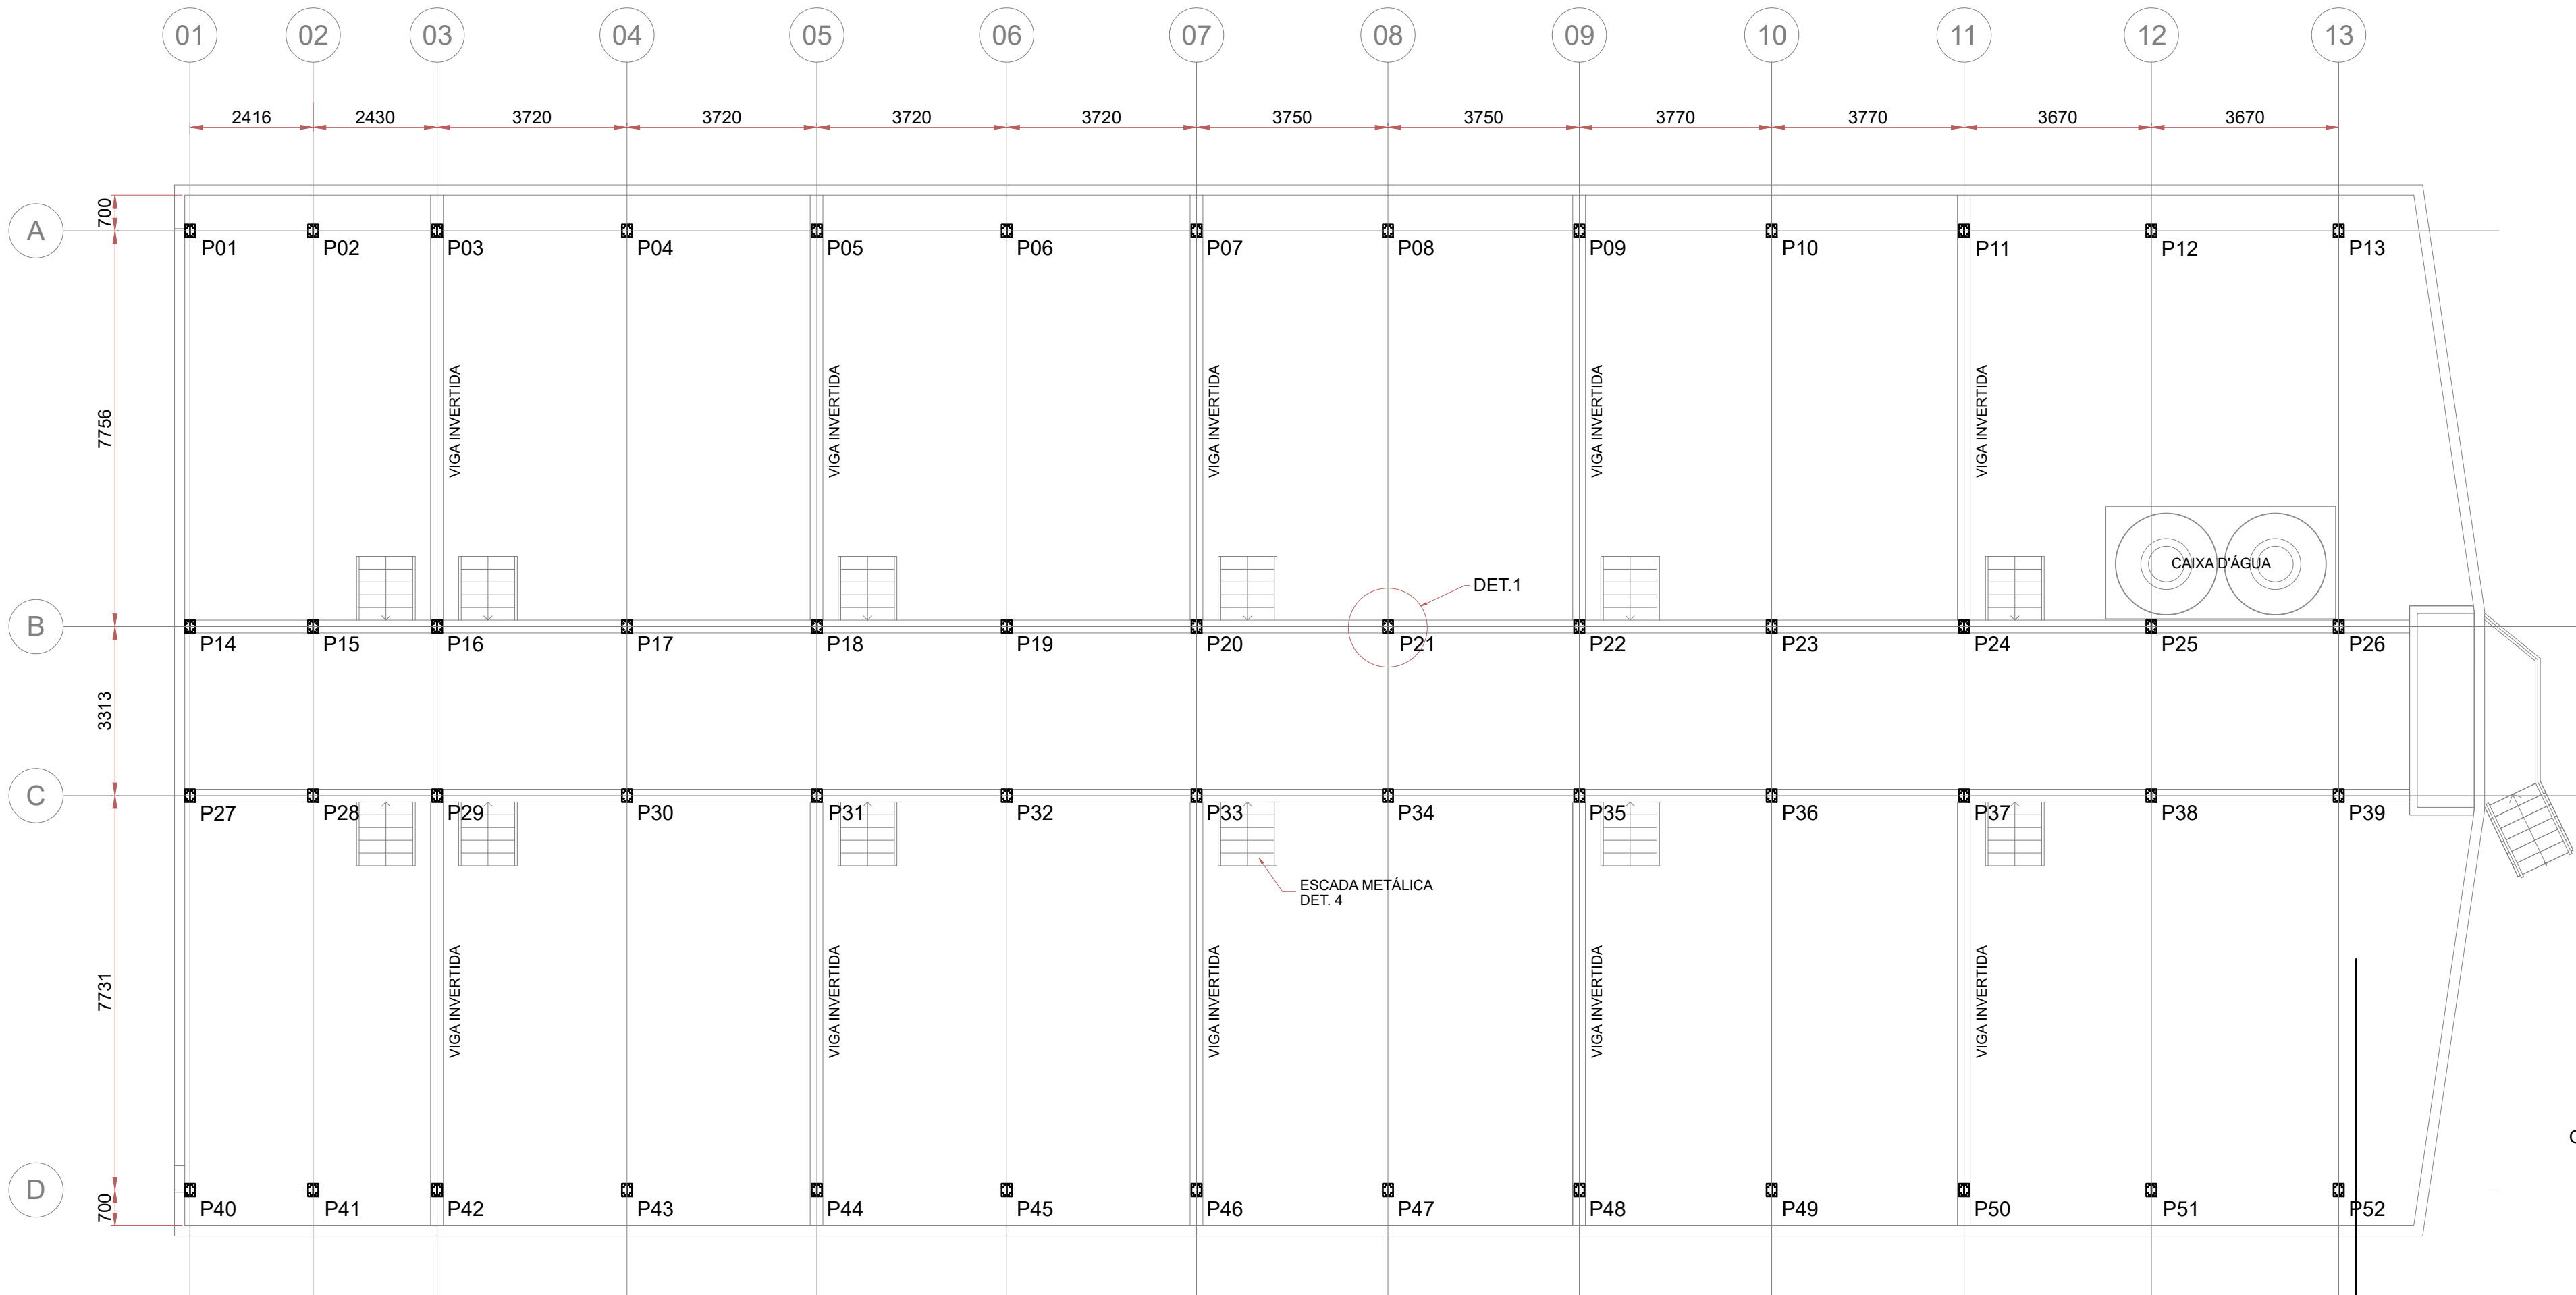 01 02 03 04 05 06 07 08 09 10 11 12 13
2416 2430 3720 3720 3720 3720 3750 3750 3770 3770 3670 3670
700
A
P01 P02 P03 P04 P05 P06 P07 P08 P09 P10 P11 P12 P13
7756
VIGA INVERTIDA VIGA INVERTIDA VIGA INVERTIDA VIGA INVERTIDA VIGA INVERTIDA
CAIXA D'ÁGUA
DET.1
B
P14 P15 P16 P17 P18 P19 P20 P21 P22 P23 P24 P25 P26
3313
C
P27 P28 P29 P30 P31 P32 P33 P34 P35 P36 P37 P38 P39
ESCADA METÁLICA
DET. 4
7731
VIGA INVERTIDA VIGA INVERTIDA VIGA INVERTIDA VIGA INVERTIDA VIGA INVERTIDA
D
700
P40 P41 P42 P43 P44 P45 P46 P47 P48 P49 P50 P51 P52